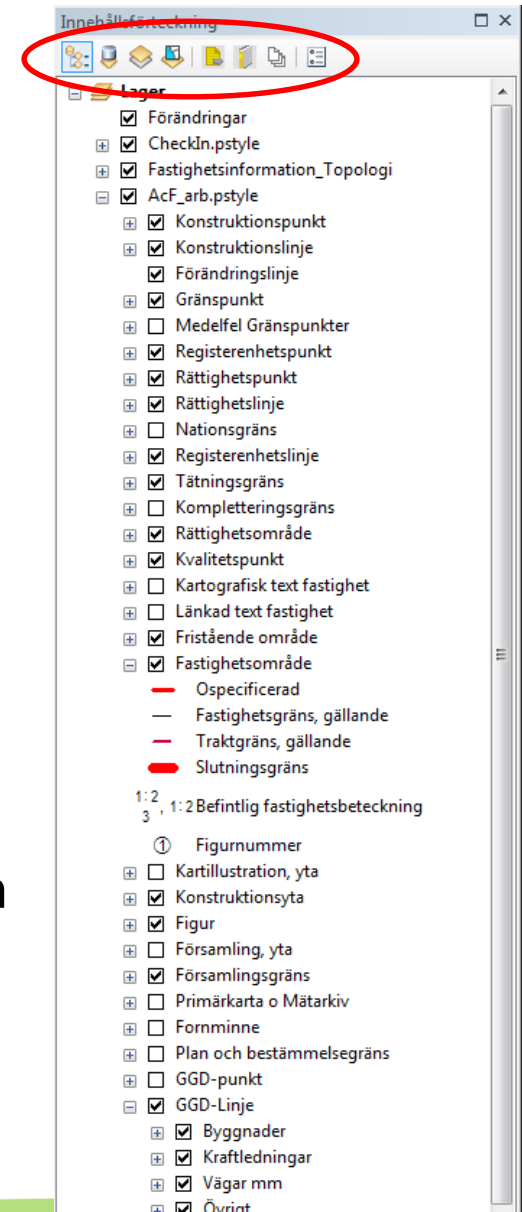 Innehållsförteckning
Lager
Förändringar
CheckIn.pstyle
Fastighetsinformation_Topologi
AcF_arb.pstyle
Konstruktionspunkt
Konstruktionslinje
Förändringslinje
Gränspunkt
Medelfel Gränspunkter
Registerenhetspunkt
Rättighetspunkt
Rättighetslinje
Nationsgräns
Registerenhetslinje
Tätningsgräns
Kompletteringsgräns
Rättighetsområde
Kvalitetspunkt
Kartografisk text fastighet
Länkad text fastighet
Fristående område
Fastighetsområde
Ospecificerad
Fastighetsgräns, gällande
Traktgräns, gällande
Slutningsgräns
1:2
3 , 1:2 Befintlig fastighetsbeteckning
1 Figurnummer
Kartillustration, yta
n
Konstruktionsyta
Figur
Församling, yta
Församlingsgräns
Primärkarta o Mätarkiv
Fornminne
Plan och bestämmelsegräns
GGD-punkt
GGD-Linje
Byggnader
Kraftledningar
Vägar mm
Övrigt